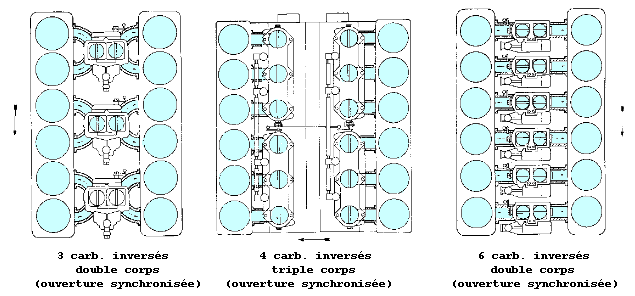 3 carb. inversés
double corps
(ouverture synchronisée)
4 carb. inversés
triple corps
(ouverture synchronisée)
6 carb. inversés
double corps
(ouverture synchronisée)